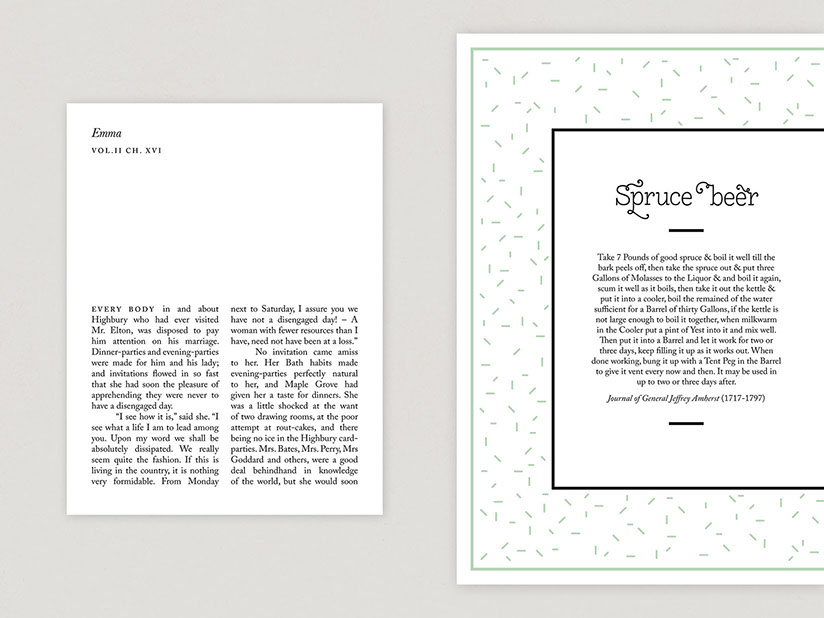 Emma
VOL.II CH. XVI
EVERY BODY in and about
Highbury who had ever visited
Mr. Elton, was disposed to pay
him attention on his marriage.
Dinner-parties and evening-parties
were made for him and his lady;
and invitations flowed in so fast
that she had soon the pleasure of
apprehending they were never to
have a disengaged day.
"I see how it is," said she. "I
see what a life I am to lead among
you. Upon my word we shall be
absolutely dissipated. We really
seem quite the fashion. If this is
living in the country, it is nothing
very formidable. From Monday
next to Saturday, I assure you we
have not a disengaged day! – A
woman with fewer resources than I
have, need not have been at a loss."
No invitation came amiss
to her. Her Bath habits made
evening-parties perfectly natural
to her, and Maple Grove had
given her a taste for dinners. She
was a little shocked at the want
of two drawing rooms, at the poor
attempt at rout-cakes, and there
being no ice in the Highbury card-
parties. Mrs. Bates, Mrs. Perry, Mrs
Goddard and others, were a good
deal behindhand in knowledge
of the world, but she would soon
Spruce beer
Take 7 Pounds of good spruce & boil it well till the
bark peels off, then take the spruce out & put three
Gallons of Molasses to the Liquor & and boil it again,
scum it well as it boils, then take it out the kettle &
put it into a cooler, boil the remained of the water
sufficient for a Barrel of thirty Gallons, if the kettle is
not large enough to boil it together, when milkwarm
in the Cooler put a pint of Yest into it and mix well.
Then put it into a Barrel and let it work for two or
three days, keep filling it up as it works out. When
done working, bung it up with a Tent Peg in the Barrel
to give it vent every now and then. It may be used in
up to two or three days after.
Journal of General Jeffrey Amherst (1717-1797)